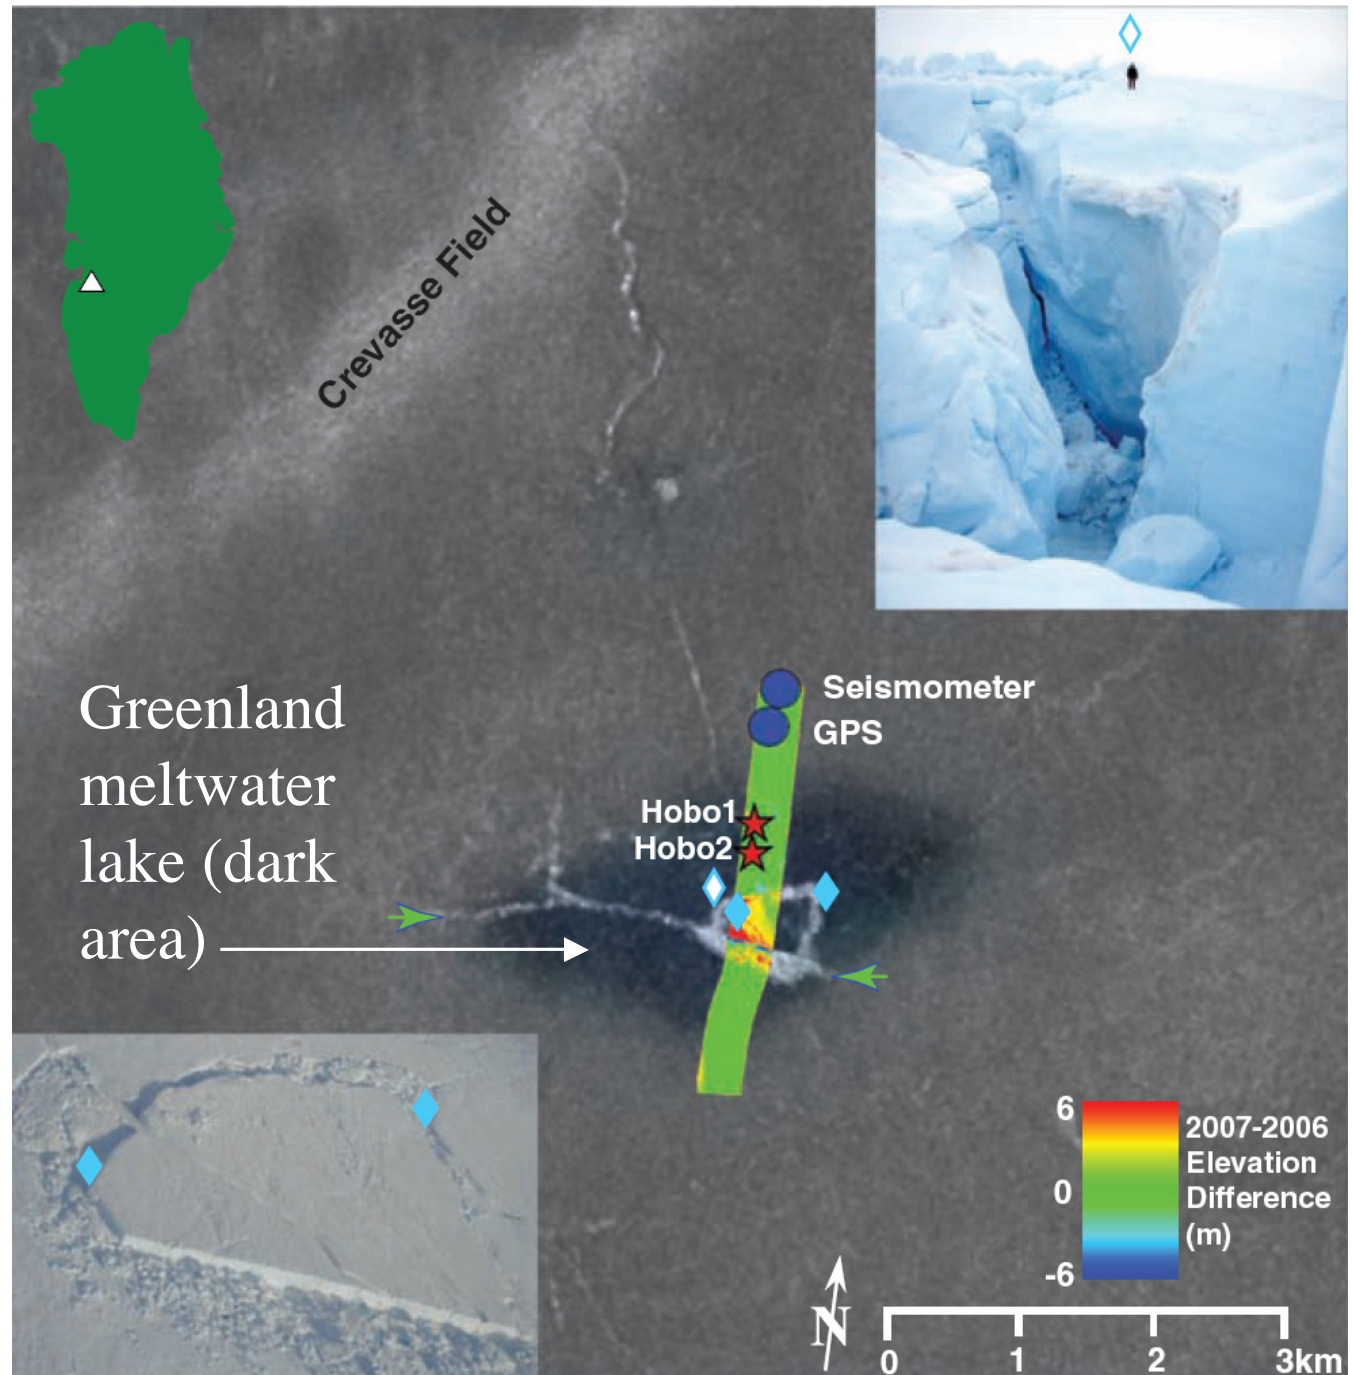 Crevasse Field
Greenland
meltwater
lake (dark
area)
Seismometer
GPS
Hobo1
Hobo2
6
0
-6
2007-2006
Elevation
Difference
(m)
N
0 1 2 3km